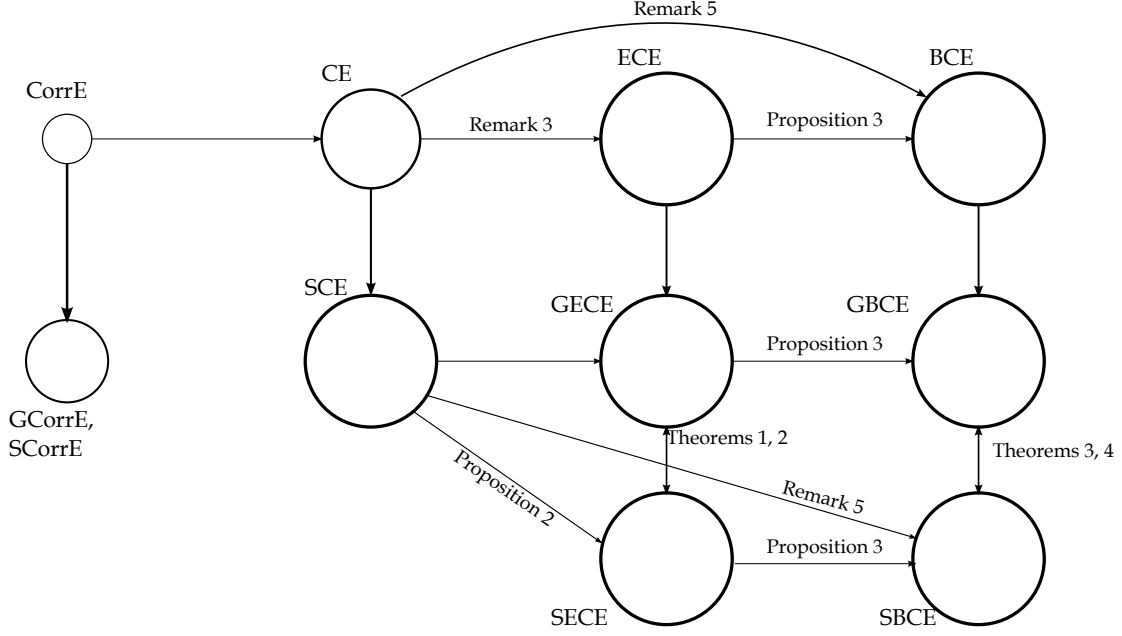 Remark 5
CorrE
CE
ECE
BCE
Remark 3
Proposition 3
SCE
GECE
GBCE
Proposition 3
GCorrE,
SCorrE
Theorems 1, 2
Theorems 3, 4
Proposition 2
Remark 5
Proposition 3
SECE
SBCE